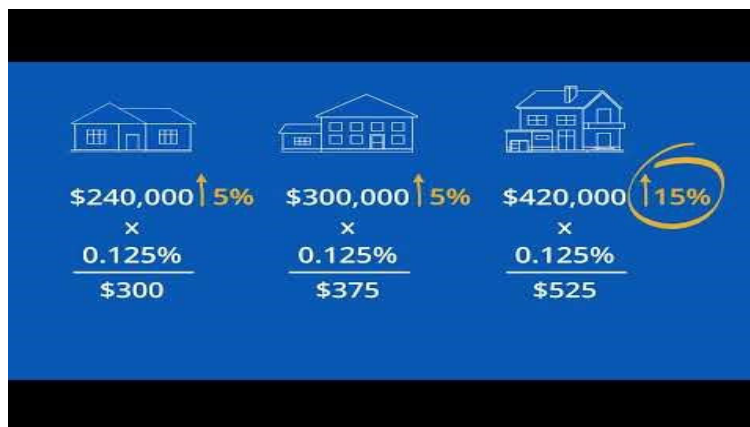 $240,000 ↑ 5% $300,000 ↑ 5% $420,000 ↑ 15%
× × ×
0.125% 0.125% 0.125%
$300 $375 $525